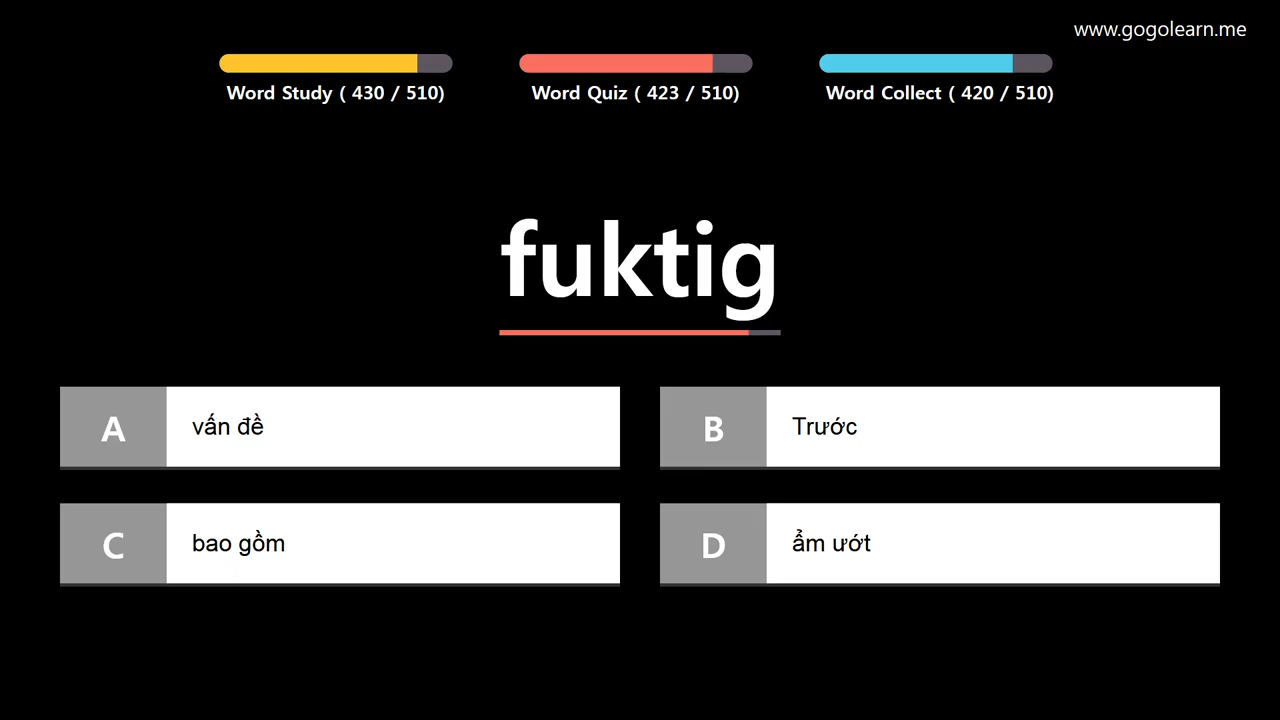 www.gogolearn.me
Word Study ( 430 / 510)
Word Quiz ( 423 / 510)
Word Collect ( 420 / 510)
fuktig
A vấn đề
B Trước
C bao gồm
D ẩm ướt